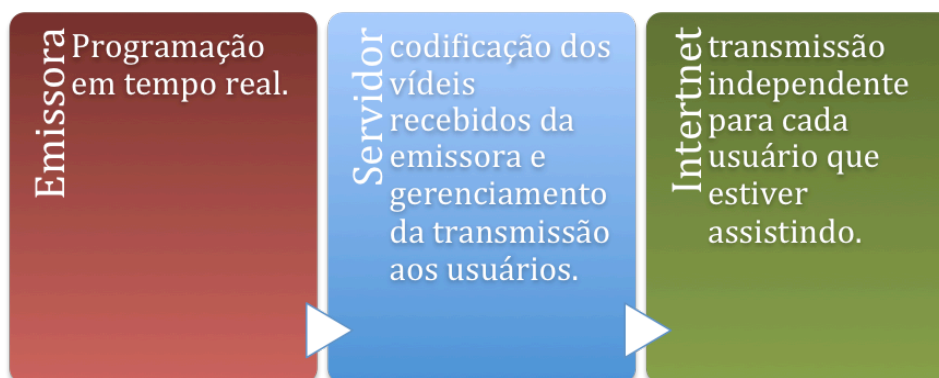 Emissora
Programação
em tempo real.
Servidor
codificação dos
vídeis
recebidos da
emissora e
gerenciamento
da transmissão
aos usuários.
Intertnet
transmissão
independente
para cada
usuário que
estiver
assistindo.